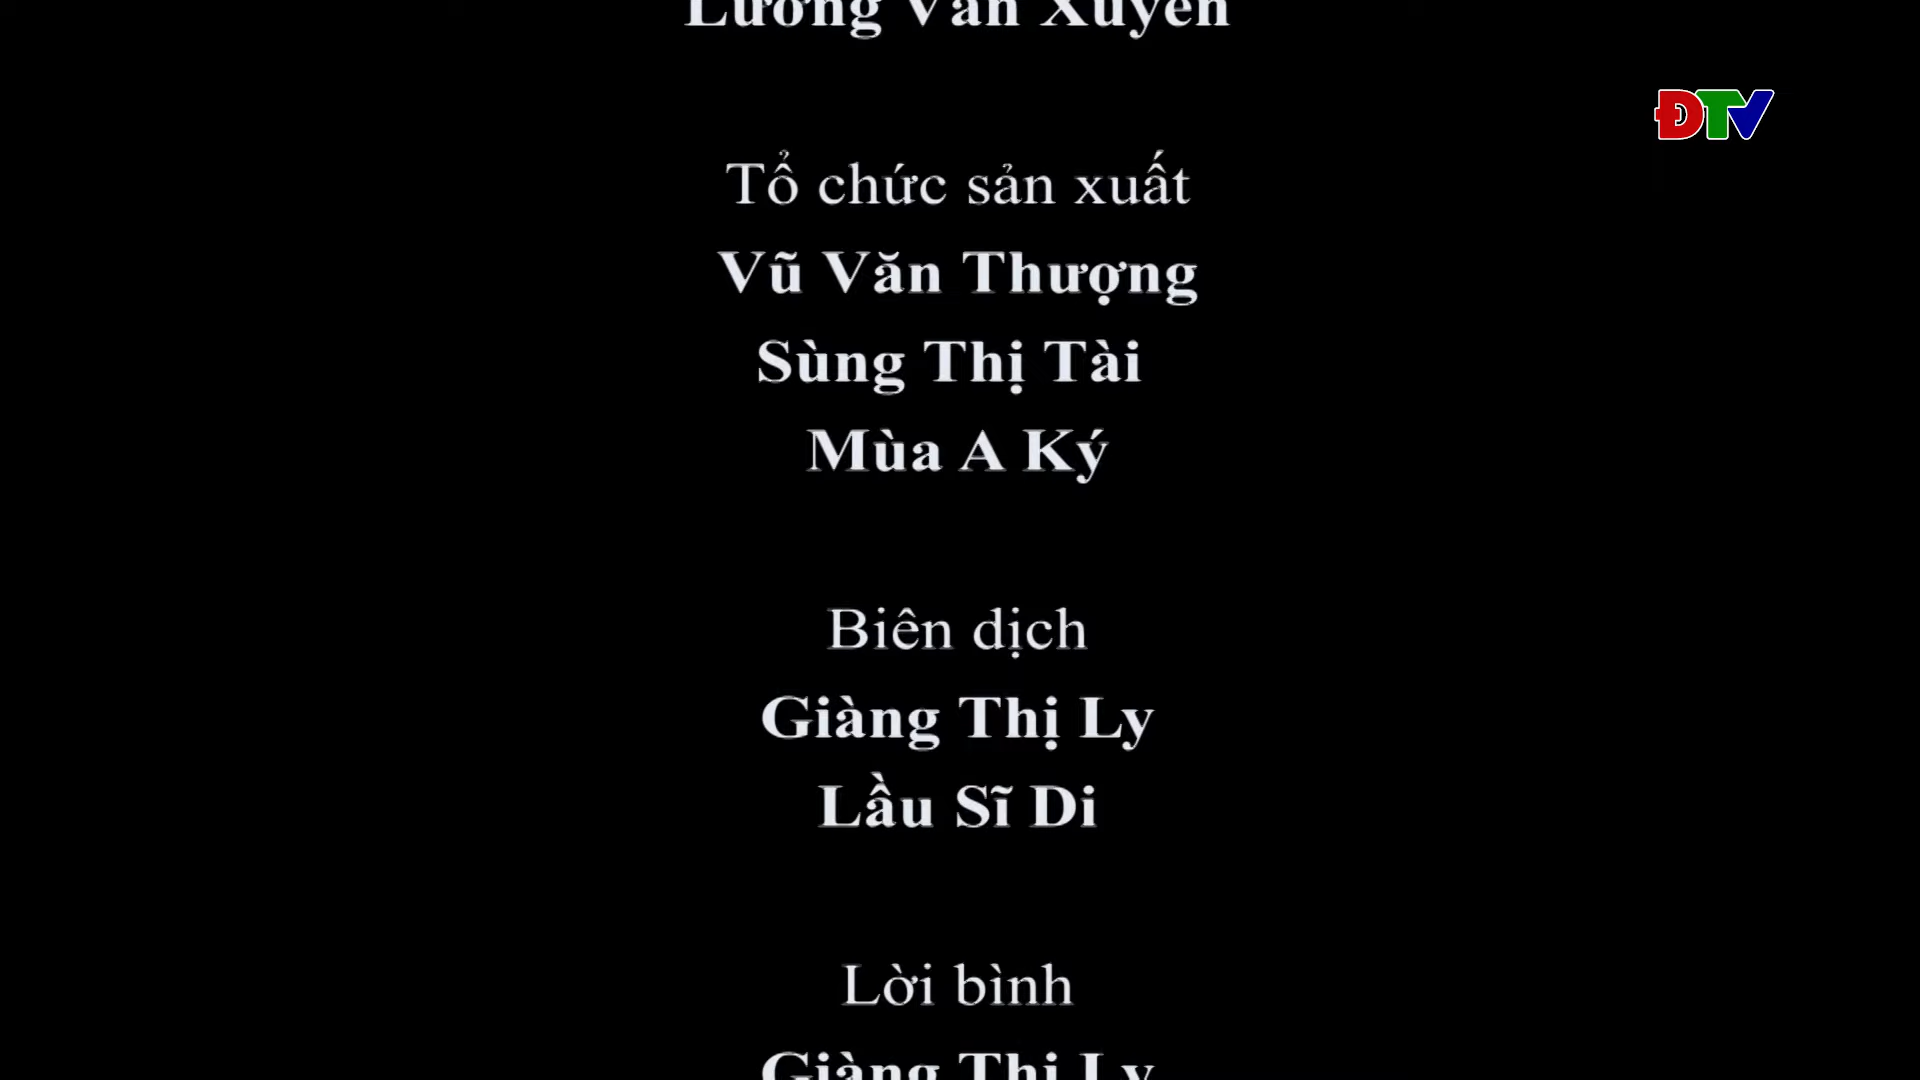 Văn Xuyên
ĐTV
Tổ chức sản xuất
Vũ Văn Thượng
Sùng Thị Tài
Mùa A Ký
Biên dịch
Giàng Thị Ly
Lầu Sĩ Di
Lời bình
Giàng Thị Ly